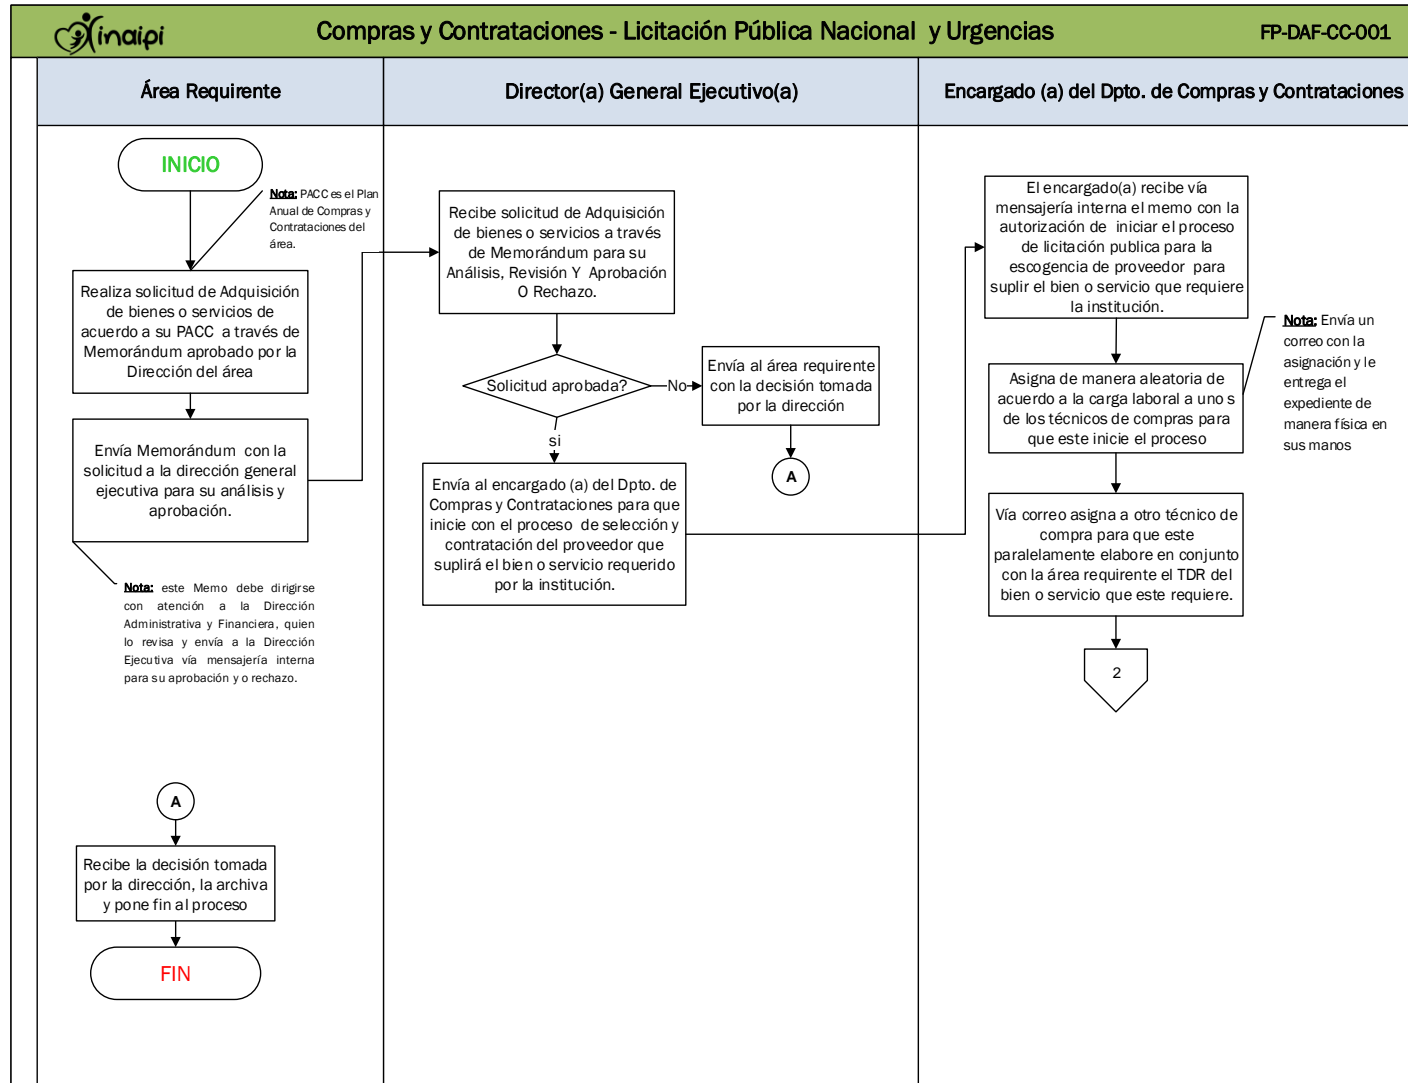 inaipi
Compras y Contrataciones - Licitación Pública Nacional y Urgencias
FP-DAF-CC-001
Área Requirente
Director(a) General Ejecutivo(a)
Encargado (a) del Dpto. de Compras y Contrataciones
INICIO
Nota: PACC es el Plan
Anual de Compras y
Contrataciones del
área.
Realiza solicitud de Adquisición
de bienes o servicios de
acuerdo a su PACC a través de
Memorándum aprobado por la
Dirección del área
Envía Memorándum con la
solicitud a la dirección general
ejecutiva para su análisis y
aprobación.
Nota: este Memo debe dirigirse
con atención a la Dirección
Administrativa y Financiera, quien
lo revisa y envía a la Dirección
Ejecutiva vía mensajería interna
para su aprobación y o rechazo.
A
Recibe la decisión tomada
por la dirección, la archiva
y pone fin al proceso
FIN
Recibe solicitud de Adquisición
de bienes o servicios a través
de Memorándum para su
Análisis, Revisión Y Aprobación
O Rechazo.
Solicitud aprobada?
No
Envía al área requirente
con la decisión tomada
por la dirección
A
si
Envía al encargado (a) del Dpto. de
Compras y Contrataciones para que
inicie con el proceso de selección y
contratación del proveedor que
suplirá el bien o servicio requerido
por la institución.
El encargado(a) recibe vía
mensajería interna el memo con la
autorización de iniciar el proceso
de licitación publica para la
escogencia de proveedor para
suplir el bien o servicio que requiere
la institución.
Nota: Envía un
correo con la
asignación y le
entrega el
expediente de
manera física en
sus manos
Asigna de manera aleatoria de
acuerdo a la carga laboral a uno s
de los técnicos de compras para
que este inicie el proceso
Vía correo asigna a otro técnico de
compra para que este
paralelamente elabore en conjunto
con la área requirente el TDR del
bien o servicio que este requiere.
2